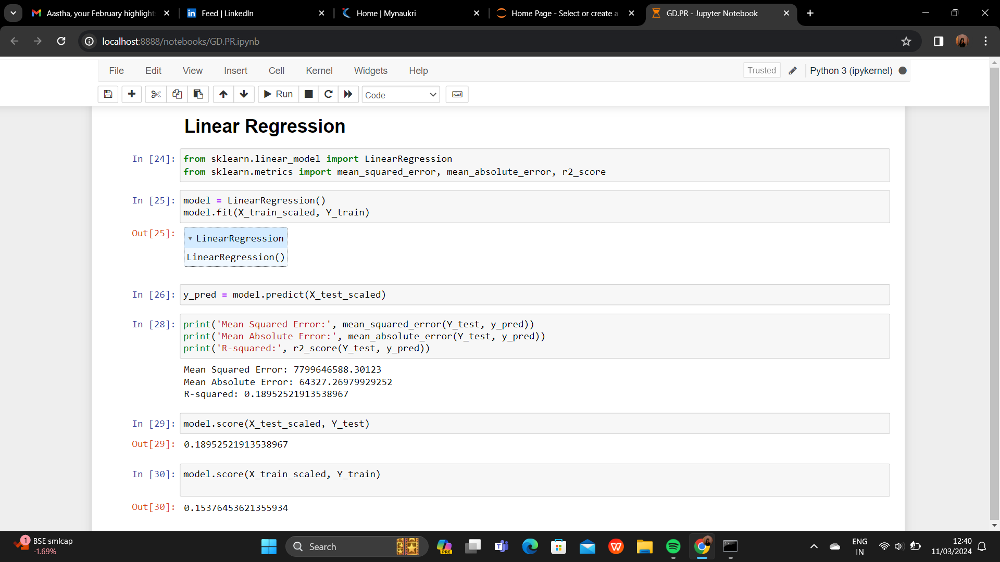 Aastha, your February highlight
Feed | LinkedIn
Home | Mynaukri
Home Page - Select or create a
GD.PR - Jupyter Notebook
localhost:8888/notebooks/GD.PR.ipynb
File Edit View Insert Cell Kernel Widgets Help
Trusted
Python 3 (ipykernel)
Run
Code
Linear Regression
In [24]: from sklearn.linear_model import LinearRegression
from sklearn.metrics import mean_squared_error, mean_absolute_error, r2_score
In [25]: model = LinearRegression()
model.fit(X_train_scaled, Y_train)
Out[25]: ▾ LinearRegression
LinearRegression()
In [26]: y_pred = model.predict(X_test_scaled)
In [28]: print('Mean Squared Error:', mean_squared_error(Y_test, y_pred))
print('Mean Absolute Error:', mean_absolute_error(Y_test, y_pred))
print('R-squared:', r2_score(Y_test, y_pred))
Mean Squared Error: 7799646588.30123
Mean Absolute Error: 64327.26979929252
R-squared: 0.18952521913538967
In [29]: model.score(X_test_scaled, Y_test)
Out[29]: 0.18952521913538967
In [30]: model.score(X_train_scaled, Y_train)
Out[30]: 0.15376453621355934
1
BSE smlcap
-1.69%
Search
PRE
ENG
IN
12:40
11/03/2024